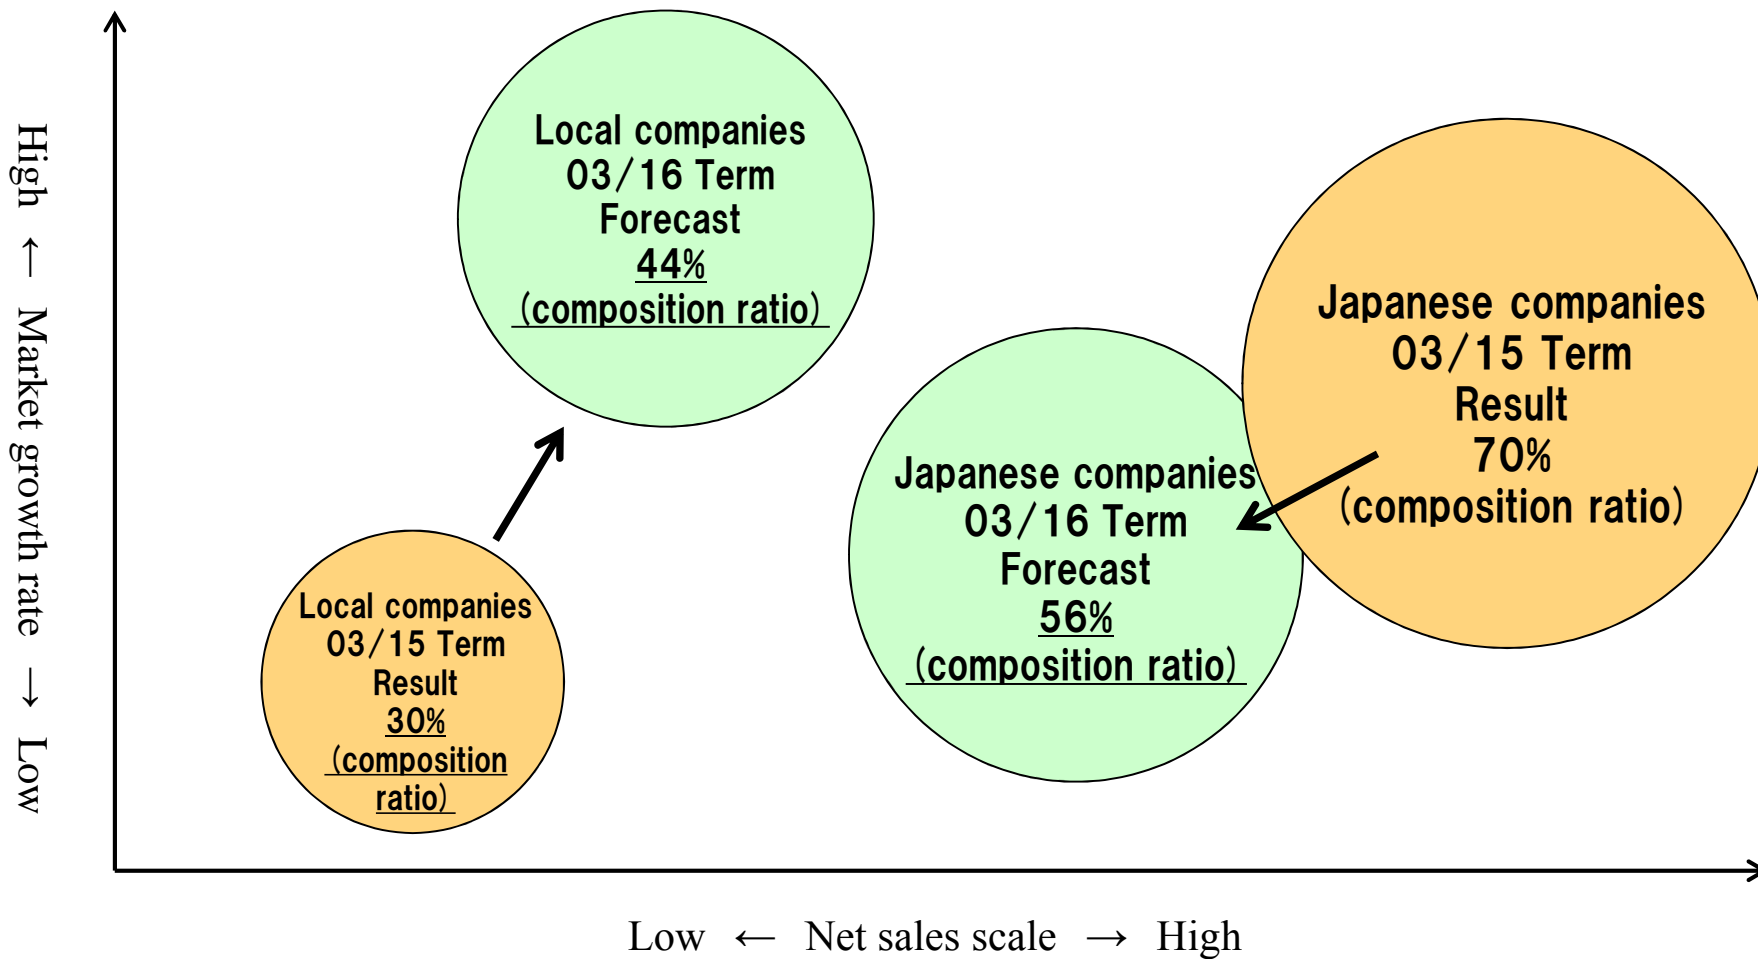 High ← Market growth rate → Low
Local companies
03/16 Term
Forecast
44%
(composition ratio)
Japanese companies
03/15 Term
Result
70%
(composition ratio)
Japanese companies
03/16 Term
Forecast
56%
(composition ratio)
Local companies
03/15 Term
Result
30%
(composition
ratio)
Low ← Net sales scale → High